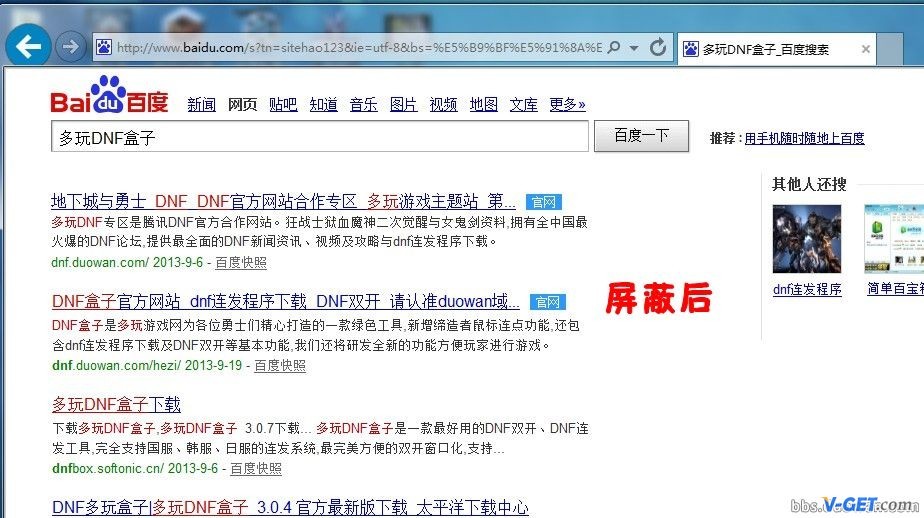 http://www.baidu.com/s?tn=sitehao123&ie=utf-8&bs=%E5%B9%BF%E5%91%8A%E
多玩DNF盒子_百度搜索
Bai du 百度 新闻 网页 贴吧 知道 音乐 图片 视频 地图 文库 更多»
多玩DNF盒子 百度一下 推荐：用手机随时随地上百度
其他人还搜
地下城与勇士_DNF_DNF官方网站合作专区_多玩游戏主题站_第... 官网
多玩DNF专区是腾讯DNF官方合作网站。狂战士狱血魔神二次觉醒与女鬼剑资料,拥有全中国最
火爆的DNF论坛,提供最全面的DNF新闻资讯、视频及攻略与dnf连发程序下载。
dnf.duowan.com/ 2013-9-6 - 百度快照
dnf连发程序 简单百宝箱
DNF盒子官方网站_dnf连发程序下载_DNF双开_请认准duowan域... 官网
屏蔽后
DNF盒子是多玩游戏网为各位勇士们精心打造的一款绿色工具,新增缔造者鼠标连点功能,还包
含dnf连发程序下载及DNF双开等基本功能,我们还将研发全新的功能方便玩家进行游戏。
dnf.duowan.com/hezi/ 2013-9-19 - 百度快照
多玩DNF盒子下载
下载多玩DNF盒子,多玩DNF盒子 3.0.7下载... 多玩DNF盒子是一款最好用的DNF双开、DNF连
发工具,完全支持国服、韩服、日服的连发系统,最完美方便的双开窗口化,支持...
dnfbox.softonic.cn/ 2013-9-6 - 百度快照
DNF多玩盒子|多玩DNF盒子_3.0.4 官方最新版下载_太平洋下载中心
V-GET.com